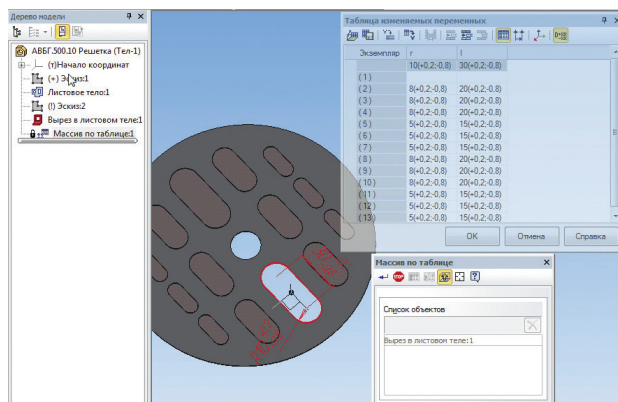 Дерево модели
АВБГ.500.10 Решетка (Тел-1)
(т)Начало координат
(+) Эскиз:1
Листовое тело:1
(!) Эскиз:2
Вырез в листовом теле:1
Массив по таблице:1
Таблица изменяемых переменных
Экземпляр r l
10(+0,2;-0,8) 30(+0,2;-0,8)
(1)
(2) 8(+0,2;-0,8) 20(+0,2;-0,8)
(3) 8(+0,2;-0,8) 20(+0,2;-0,8)
(4) 8(+0,2;-0,8) 20(+0,2;-0,8)
(5) 5(+0,2;-0,8) 15(+0,2;-0,8)
(6) 5(+0,2;-0,8) 15(+0,2;-0,8)
(7) 5(+0,2;-0,8) 15(+0,2;-0,8)
(8) 8(+0,2;-0,8) 20(+0,2;-0,8)
(9) 8(+0,2;-0,8) 20(+0,2;-0,8)
(10) 8(+0,2;-0,8) 20(+0,2;-0,8)
(11) 5(+0,2;-0,8) 15(+0,2;-0,8)
(12) 5(+0,2;-0,8) 15(+0,2;-0,8)
(13) 5(+0,2;-0,8) 15(+0,2;-0,8)
OK Отмена Справка
Массив по таблице
STOP
Список объектов
Вырез в листовом теле:1